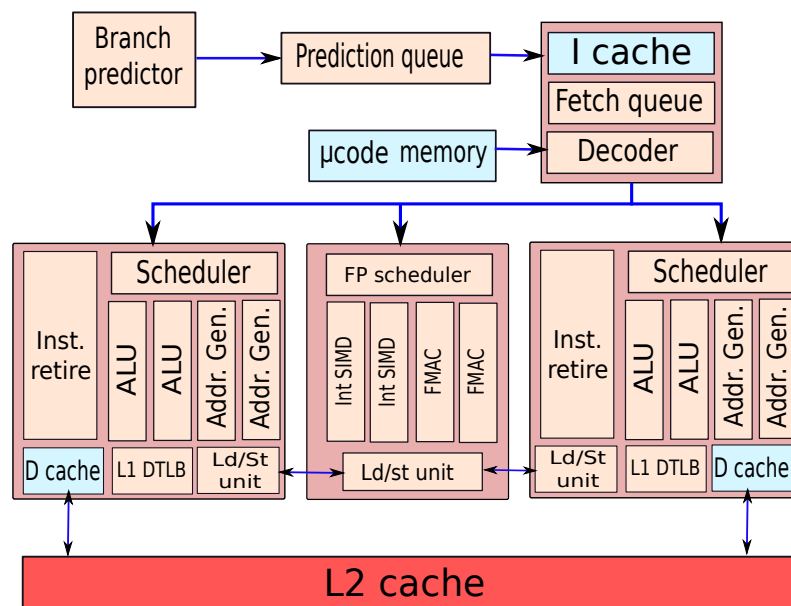 Branch
predictor
Prediction queue
I cache
Fetch queue
µcode memory
Decoder
Inst.
retire
Scheduler
ALU
ALU
Addr. Gen.
Addr. Gen.
D cache
L1 DTLB
Ld/St
unit
FP scheduler
Int SIMD
Int SIMD
FMAC
FMAC
Ld/st unit
Inst.
retire
Scheduler
ALU
ALU
Addr. Gen.
Addr. Gen.
Ld/St
unit
L1 DTLB
D cache
L2 cache